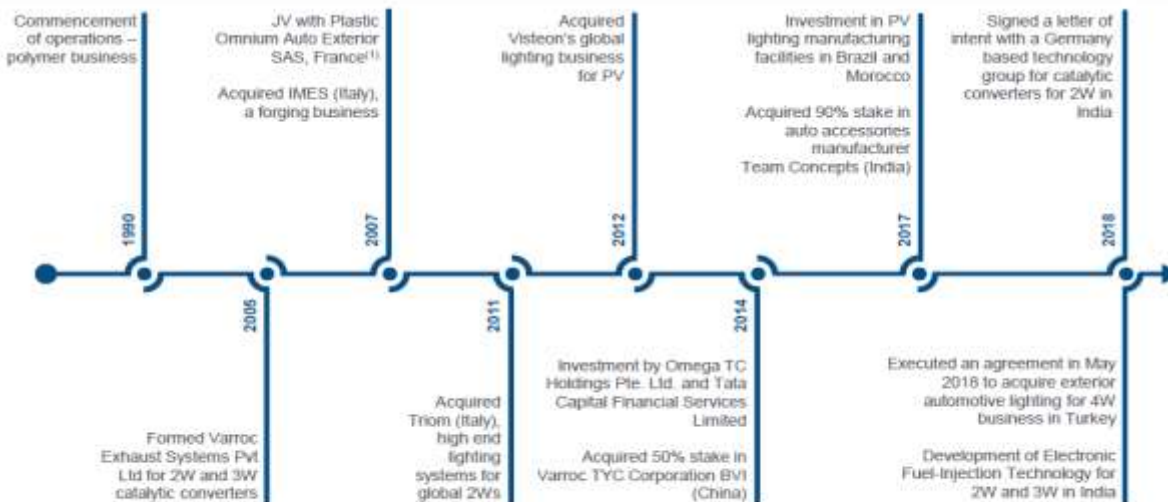 Commencement
of operations –
polymer business
1990
JV with Plastic
Omnium Auto Exterior
SAS, France(1)
Acquired IMES (Italy),
a forging business
2007
Acquired
Visteon's global
lighting business
for PV
2012
Investment in PV
lighting manufacturing
facilities in Brazil and
Morocco
Acquired 90% stake in
auto accessories
manufacturer
Team Concepts (India)
2017
Signed a letter of
intent with a Germany
based technology
group for catalytic
converters for 2W in
India
2018
2005
Formed Varroc
Exhaust Systems Pvt
Ltd for 2W and 3W
catalytic converters
2011
Acquired
Triom (Italy),
high end
lighting
systems for
global 2Ws
2014
Investment by Omega TC
Holdings Pte. Ltd. and Tata
Capital Financial Services
Limited
Acquired 50% stake in
Varroc TYC Corporation BVI
(China)
Executed an agreement in May
2018 to acquire exterior
automotive lighting for 4W
business in Turkey
Development of Electronic
Fuel-Injection Technology for
2W and 3W in India